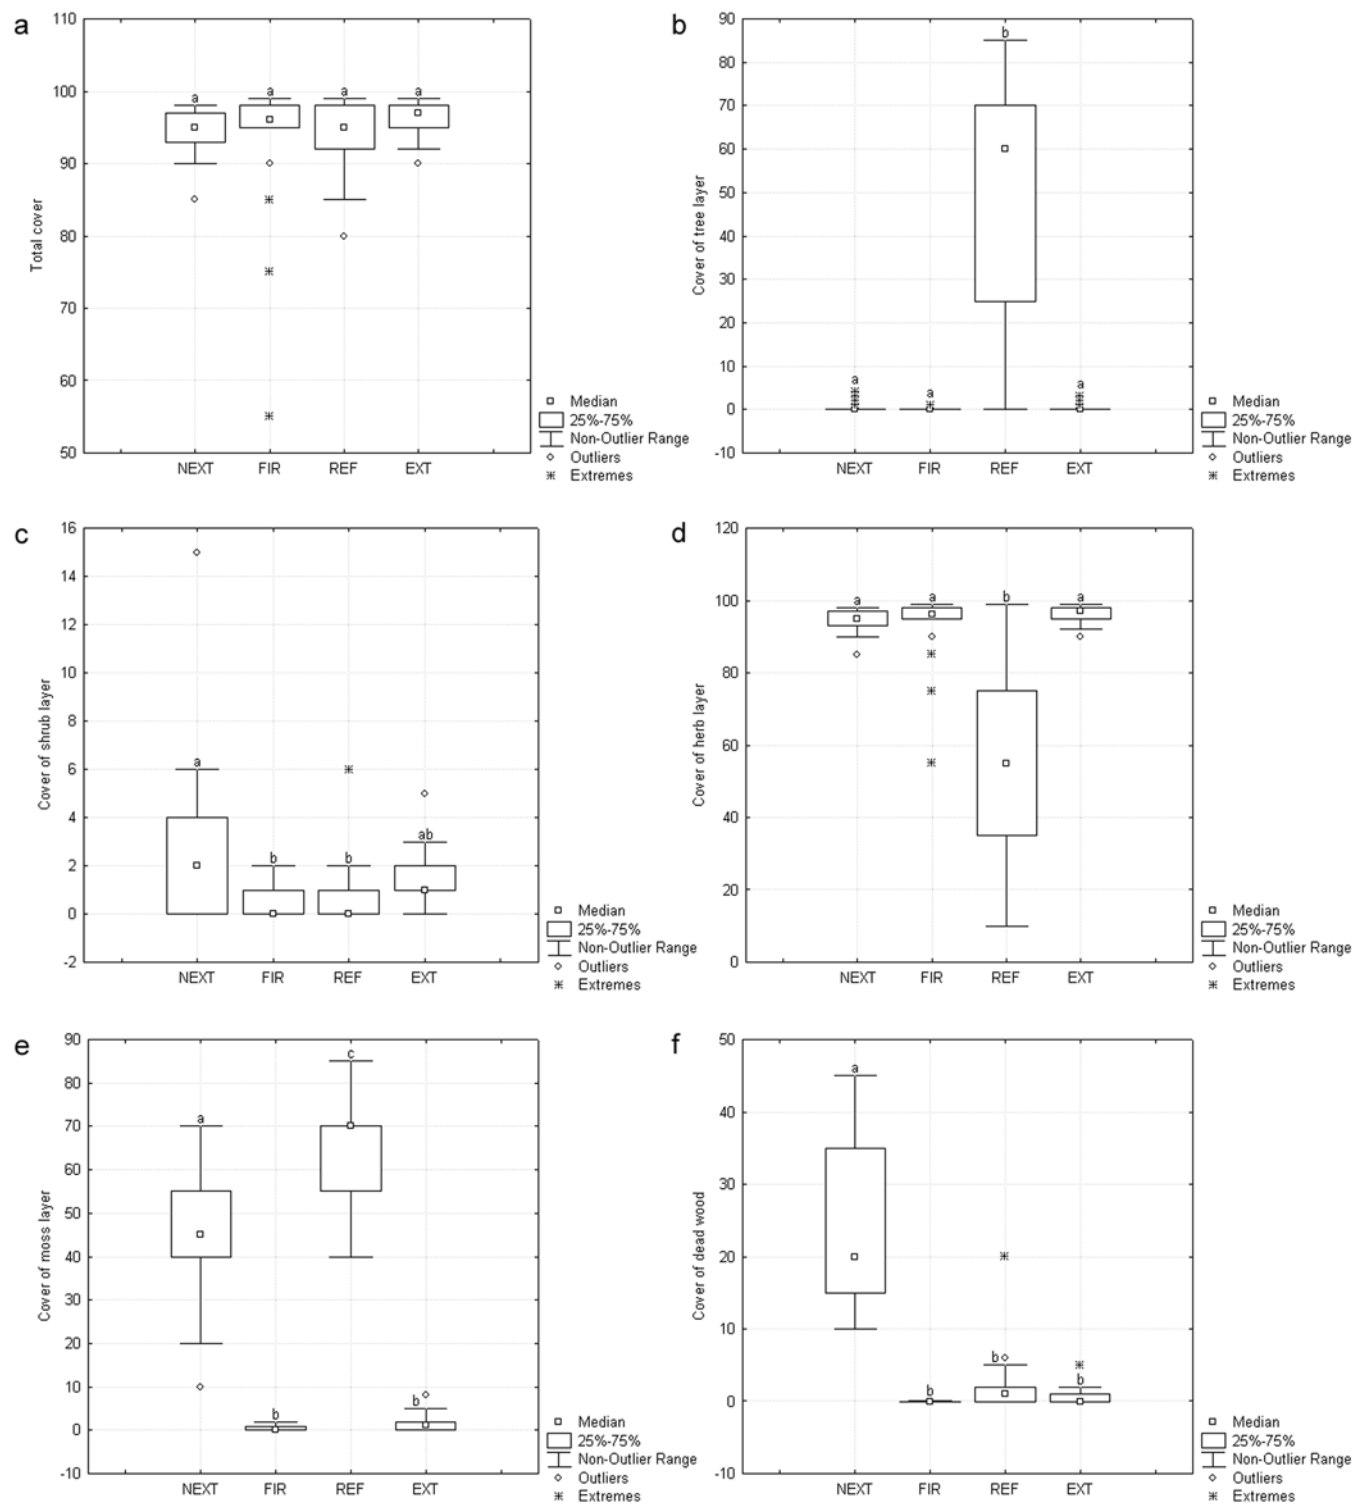 a
110
100
90
80
70
60
50
Total cover
a a a a
NEXT FIR REF EXT
Median
25%-75%
Non-Outlier Range
Outliers
Extremes
b
90
80
70
60
50
40
30
20
10
0
-10
Cover of tree layer
a a b a
NEXT FIR REF EXT
Median
25%-75%
Non-Outlier Range
Outliers
Extremes
c
16
14
12
10
8
6
4
2
0
-2
Cover of shrub layer
a b b ab
NEXT FIR REF EXT
Median
25%-75%
Non-Outlier Range
Outliers
Extremes
d
120
100
80
60
40
20
0
Cover of herb layer
a a b a
NEXT FIR REF EXT
Median
25%-75%
Non-Outlier Range
Outliers
Extremes
e
90
80
70
60
50
40
30
20
10
0
-10
Cover of moss layer
a b c b
NEXT FIR REF EXT
Median
25%-75%
Non-Outlier Range
Outliers
Extremes
f
50
40
30
20
10
0
-10
Cover of dead wood
a b b b
NEXT FIR REF EXT
Median
25%-75%
Non-Outlier Range
Outliers
Extremes